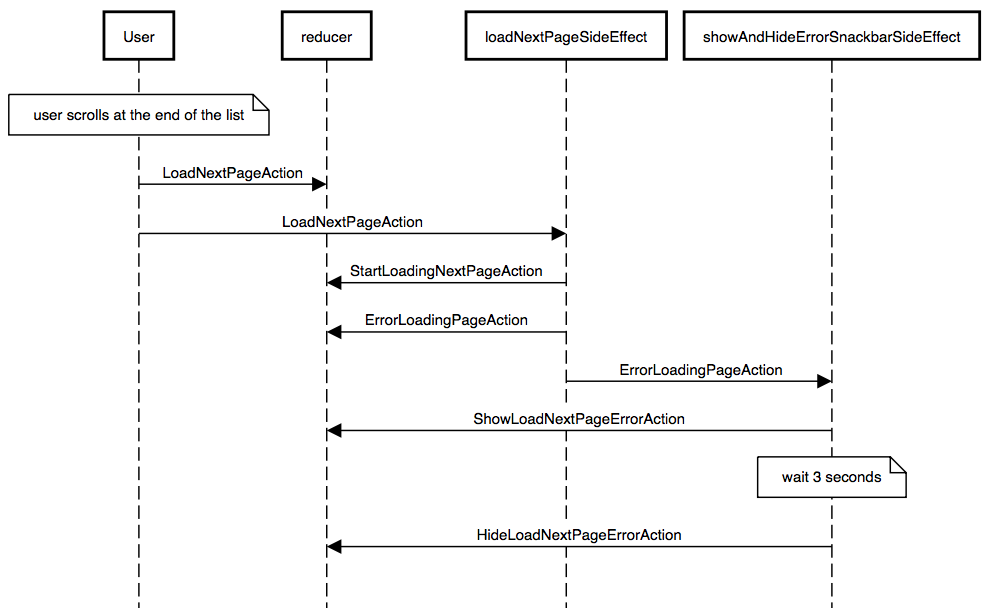 User
reducer
loadNextPageSideEffect
showAndHideErrorSnackbarSideEffect
user scrolls at the end of the list
LoadNextPageAction
LoadNextPageAction
StartLoadingNextPageAction
ErrorLoadingPageAction
ErrorLoadingPageAction
ShowLoadNextPageErrorAction
wait 3 seconds
HideLoadNextPageErrorAction